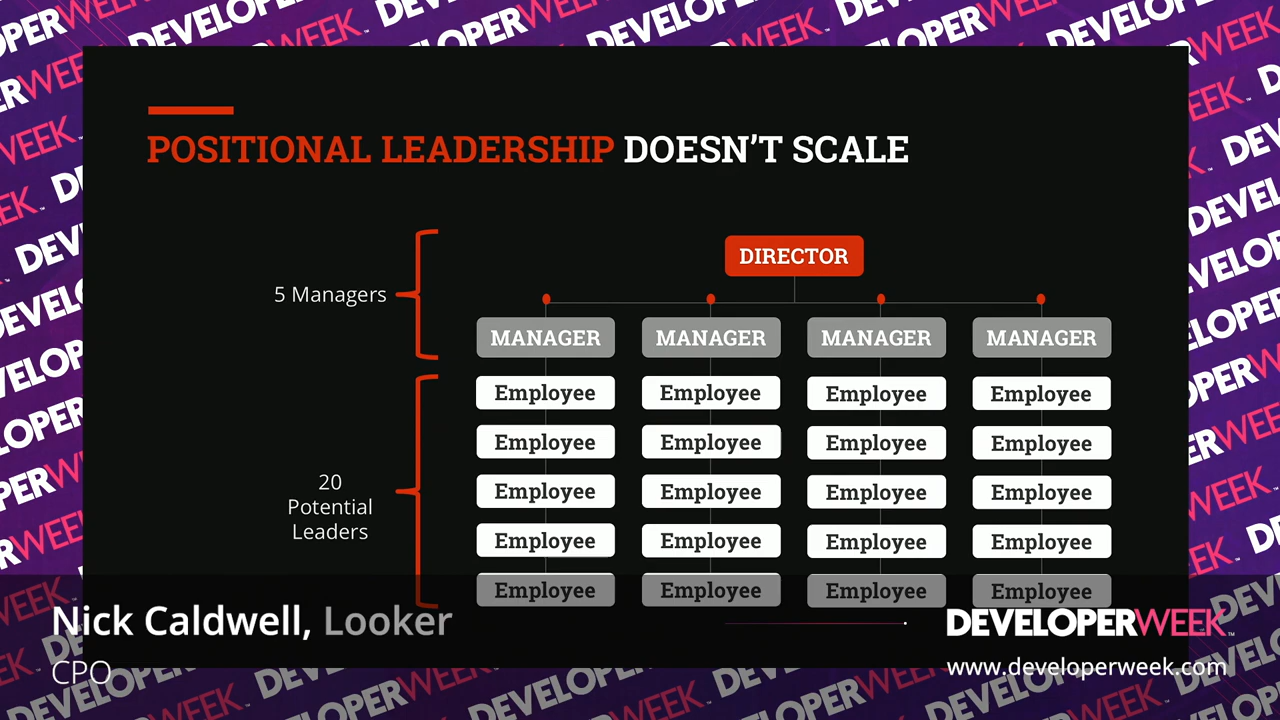 POSITIONAL LEADERSHIP DOESN'T SCALE
DIRECTOR
5 Managers
MANAGER MANAGER MANAGER MANAGER
Employee Employee Employee Employee
Employee Employee Employee Employee
20
Potential
Leaders
Employee Employee Employee Employee
Employee Employee Employee Employee
Employee Employee Employee Employee
Nick Caldwell, Looker
CPO
DEVELOPERWEEK™
www.developerweek.com